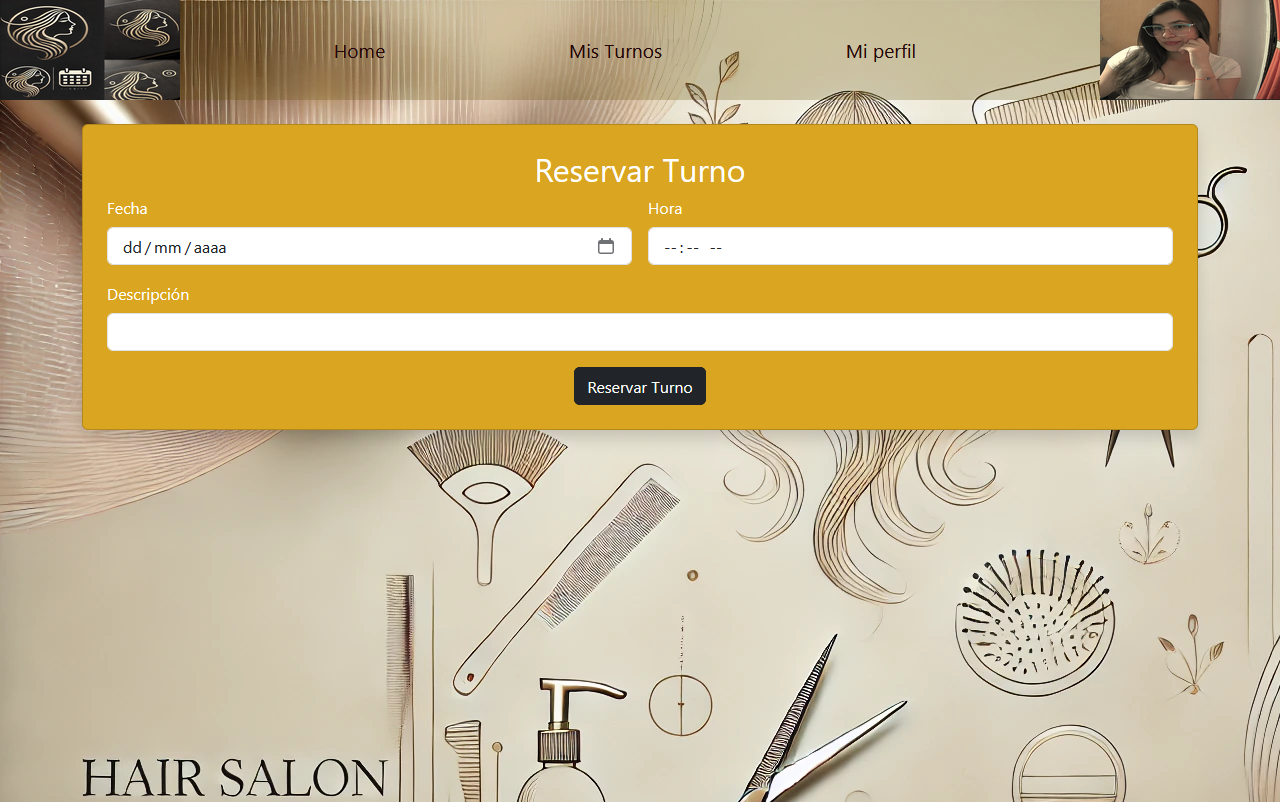 Home
Mis Turnos
Mi perfil
Reservar Turno
Fecha
Hora
dd/mm/aaaa
--:-- --
Descripción
Reservar Turno
HAIR SALON